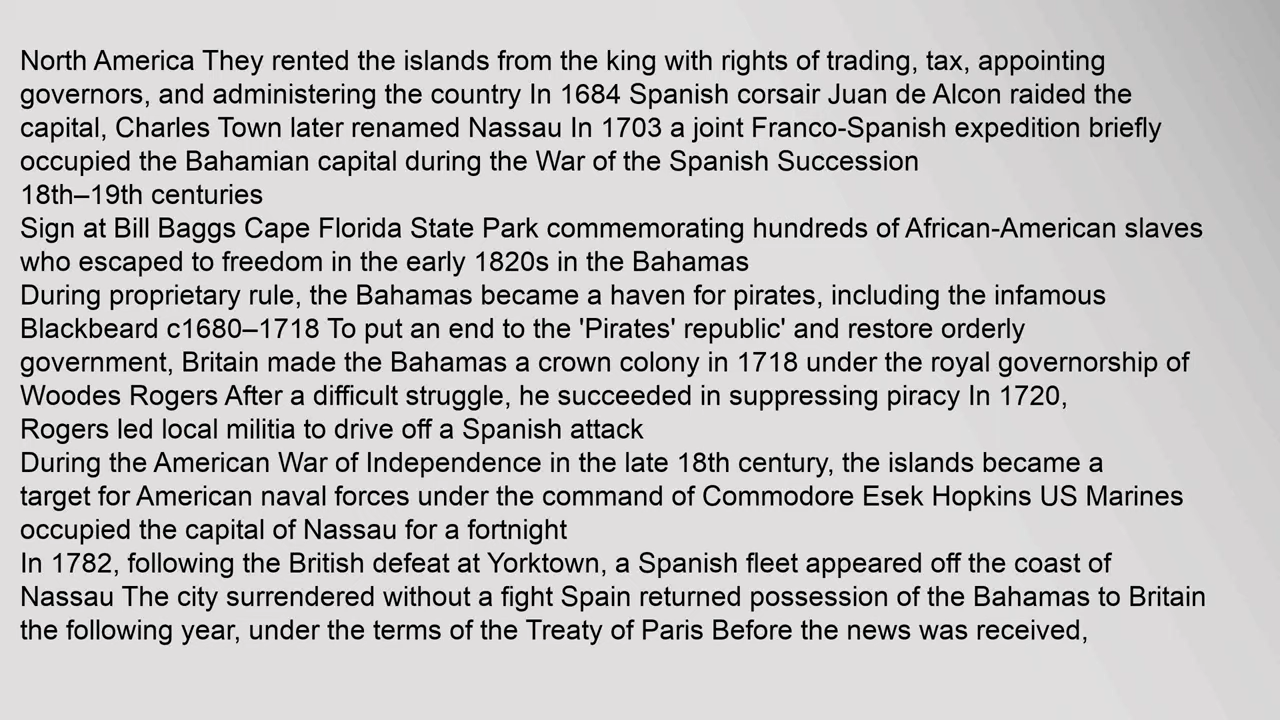 North America They rented the islands from the king with rights of trading, tax, appointing
governors, and administering the country In 1684 Spanish corsair Juan de Alcon raided the
capital, Charles Town later renamed Nassau In 1703 a joint Franco-Spanish expedition briefly
occupied the Bahamian capital during the War of the Spanish Succession
18th–19th centuries
Sign at Bill Baggs Cape Florida State Park commemorating hundreds of African-American slaves
who escaped to freedom in the early 1820s in the Bahamas
During proprietary rule, the Bahamas became a haven for pirates, including the infamous
Blackbeard c1680–1718 To put an end to the 'Pirates' republic' and restore orderly
government, Britain made the Bahamas a crown colony in 1718 under the royal governorship of
Woodes Rogers After a difficult struggle, he succeeded in suppressing piracy In 1720,
Rogers led local militia to drive off a Spanish attack
During the American War of Independence in the late 18th century, the islands became a
target for American naval forces under the command of Commodore Esek Hopkins US Marines
occupied the capital of Nassau for a fortnight
In 1782, following the British defeat at Yorktown, a Spanish fleet appeared off the coast of
Nassau The city surrendered without a fight Spain returned possession of the Bahamas to Britain
the following year, under the terms of the Treaty of Paris Before the news was received,